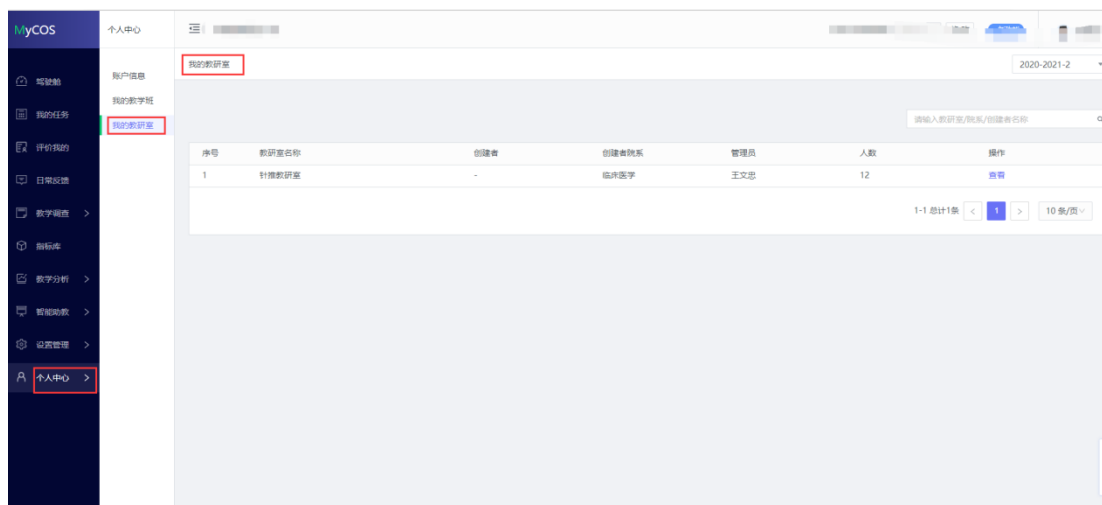 MyCOS
个人中心
我的教研室
2020-2021-2
驾驶舱
我的任务
评价我的
日常反馈
教学调查
指标库
教学分析
智能助教
设置管理
个人中心
账户信息
我的教学班
我的教研室
请输入教研室/院系/创建者名称
序号 教研室名称 创建者 创建者院系 管理员 人数 操作
1 针推教研室 - 临床医学 王文忠 12 查看
1-1 总计1条 < 1 > 10 条/页